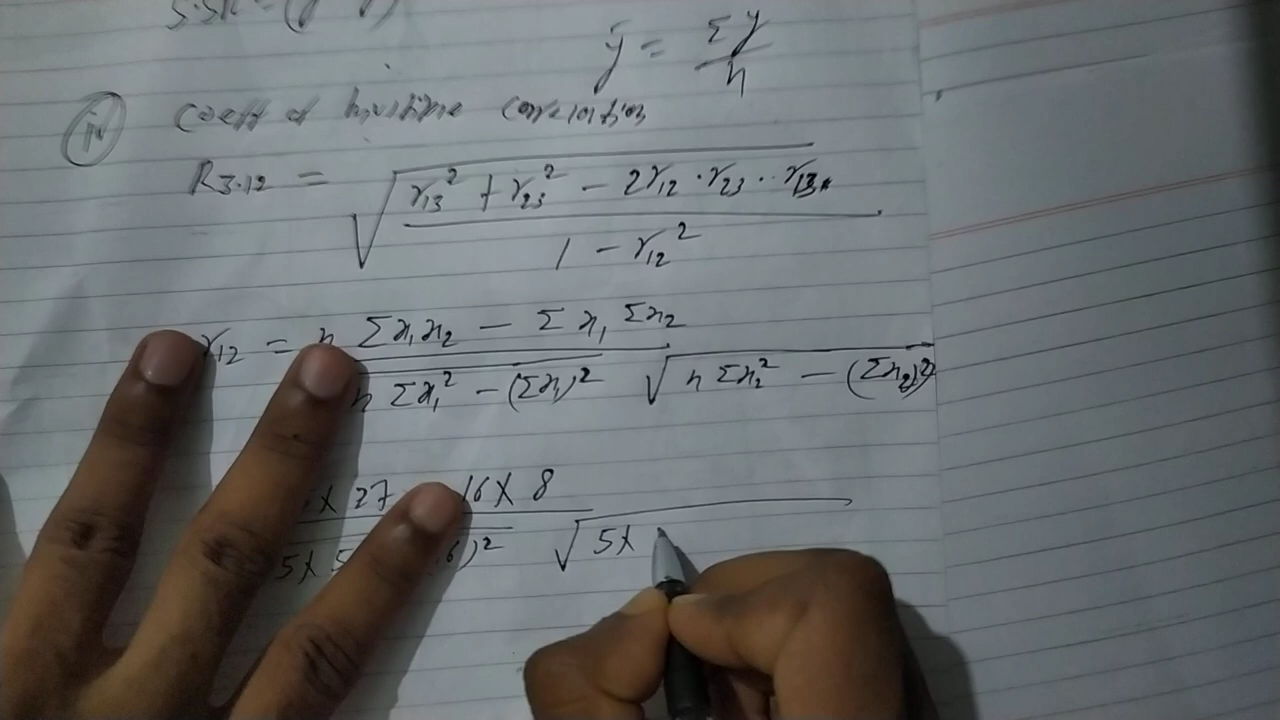 ȳ = Σy / n
(iv) Coeff of multiple correlation
R3.12 = √((r13² + r23² - 2r12 · r23 · r13) / (1 - r12²))
r12 = (n Σx1x2 - Σx1 Σx2) / (n Σx1² - (Σx1)² √(n Σx2² - (Σx2)²))
x 27 16 x 8
5 x 5 6)² √(5 x